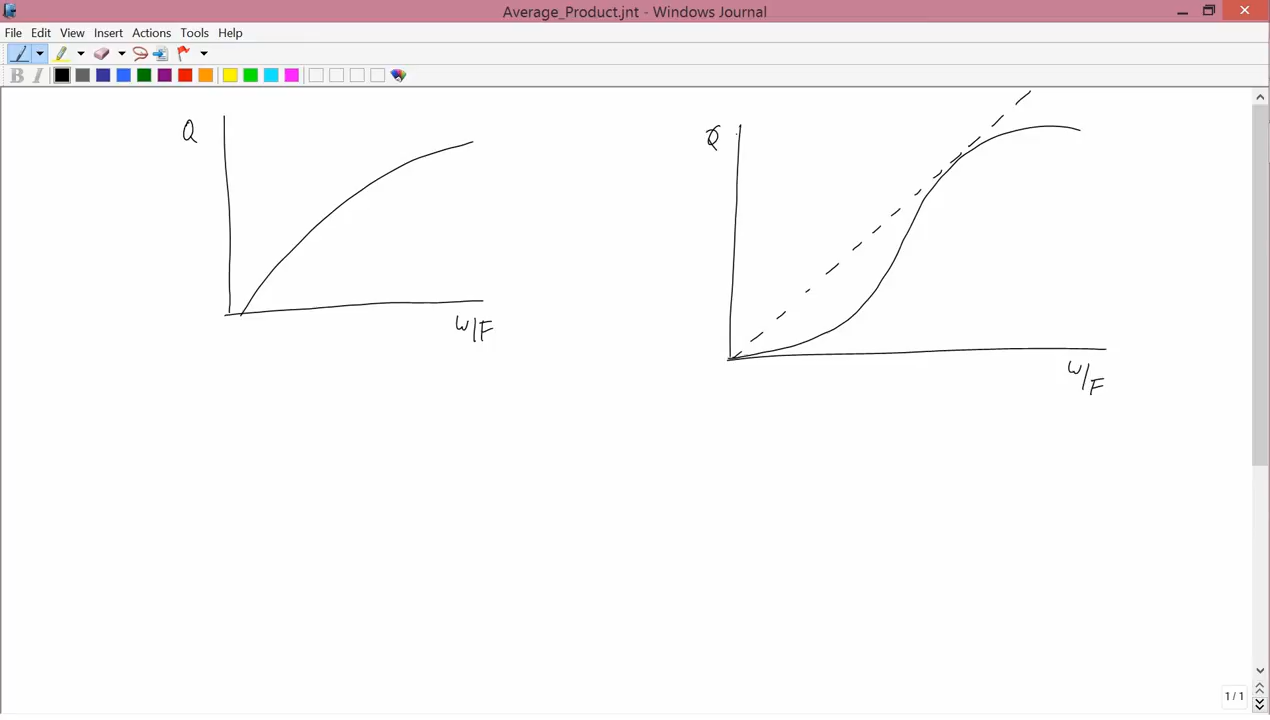 Average_Product.jnt - Windows Journal
File Edit View Insert Actions Tools Help
B I
Q
W/F
Q
W/F
1 / 1